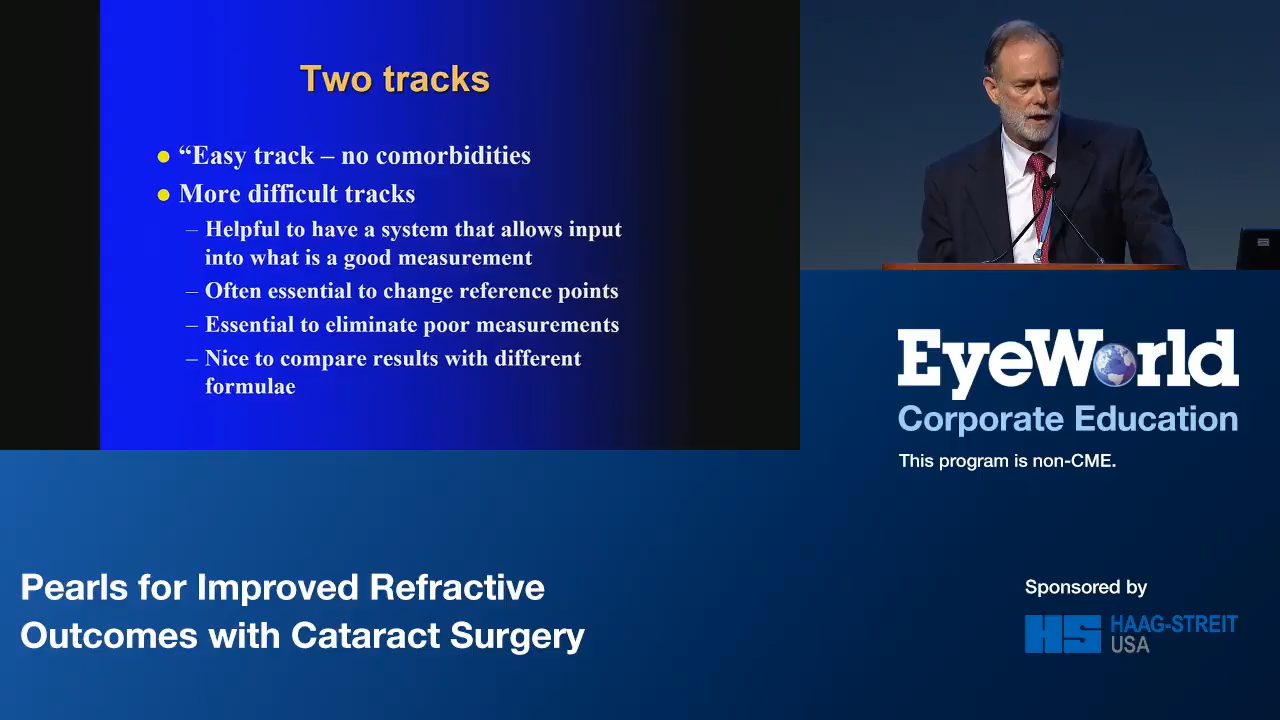 Two tracks
● “Easy track – no comorbidities
● More difficult tracks
– Helpful to have a system that allows input
into what is a good measurement
– Often essential to change reference points
– Essential to eliminate poor measurements
– Nice to compare results with different
formulae
EyeWorld
Corporate Education
This program is non-CME.
Pearls for Improved Refractive
Outcomes with Cataract Surgery
Sponsored by
HS HAAG-STREIT
USA